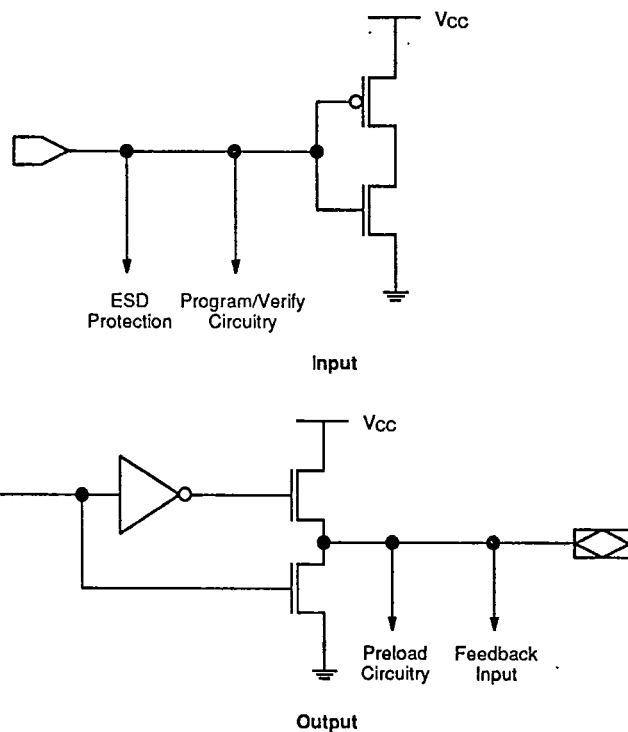 VCC
ESD
Protection
Program/Verify
Circuitry
Input
VCC
Preload
Circuitry
Feedback
Input
Output